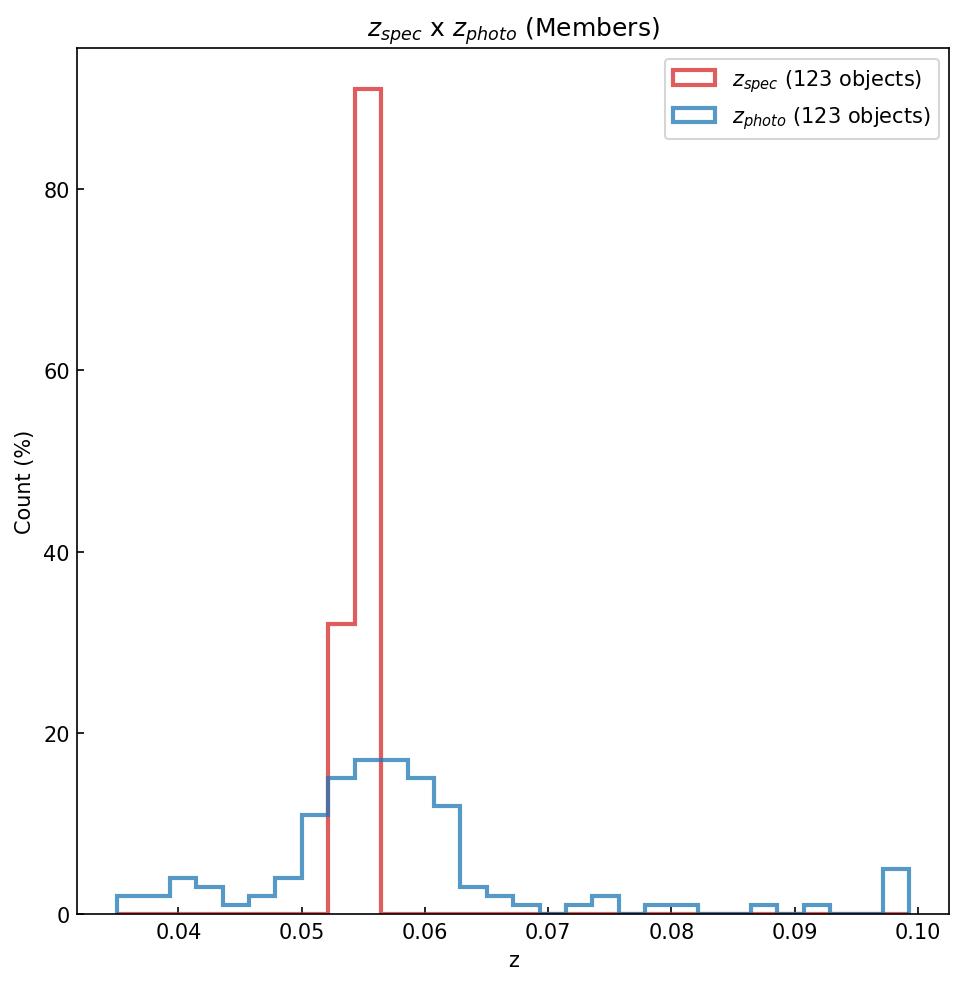 z_spec x z_photo (Members)
z_spec (123 objects)
z_photo (123 objects)
Count (%)
80
60
40
20
0
0.04 0.05 0.06 0.07 0.08 0.09 0.10
z